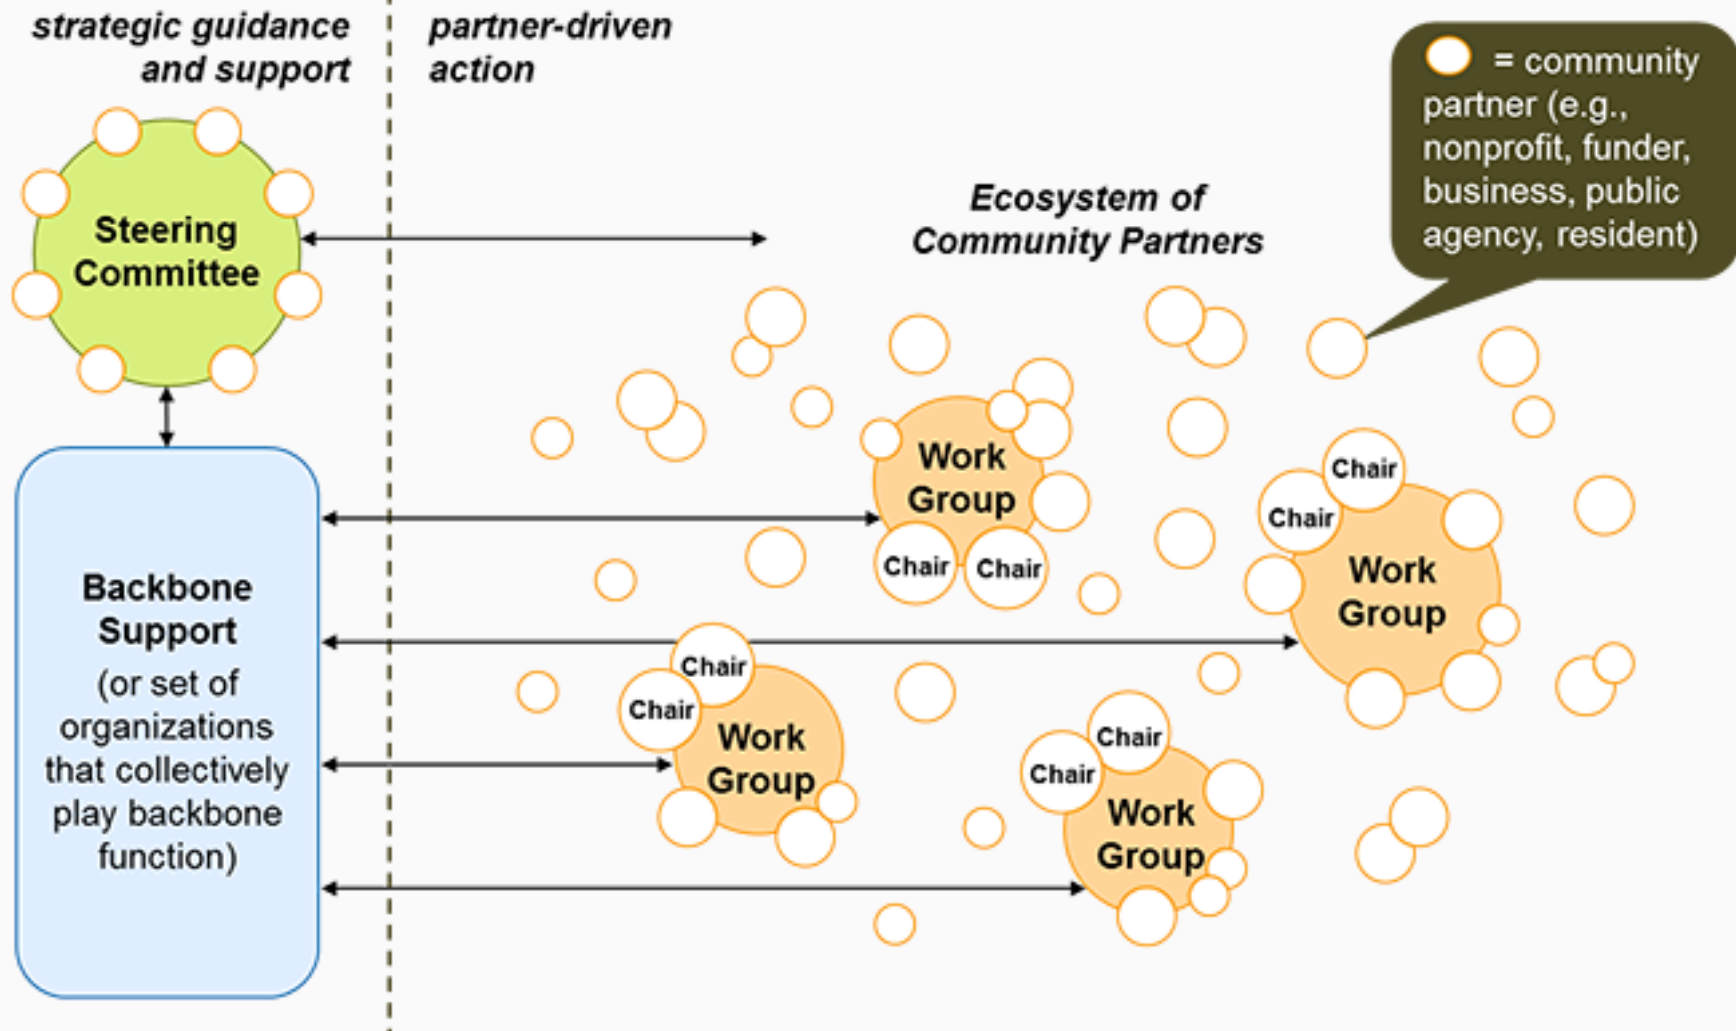 strategic guidance
and support
partner-driven
action
= community
partner (e.g.,
nonprofit, funder,
business, public
agency, resident)
Ecosystem of
Community Partners
Steering
Committee
Backbone
Support
(or set of
organizations
that collectively
play backbone
function)
Work
Group
Chair
Chair
Chair
Chair
Work
Group
Chair
Chair
Work
Group
Chair
Chair
Work
Group